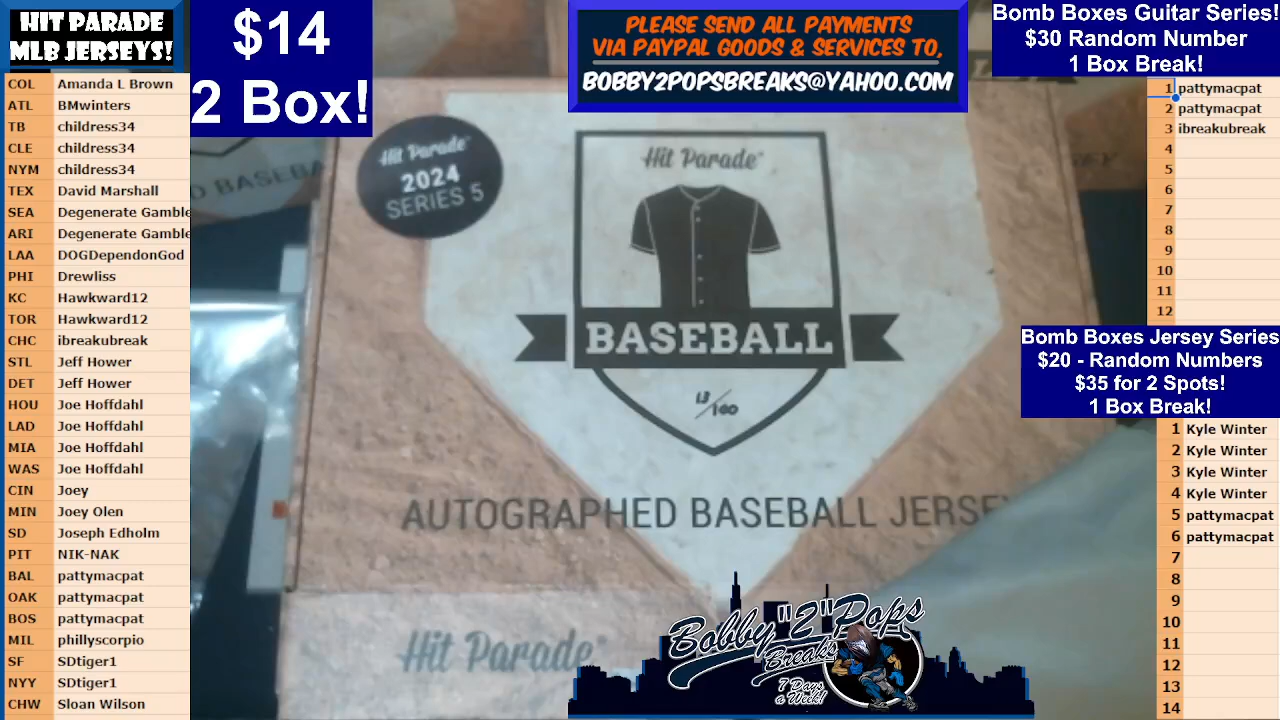 HIT PARADE
MLB JERSEYS!
COL Amanda L Brown
ATL BMwinters
TB childress34
CLE childress34
NYM childress34
TEX David Marshall
SEA Degenerate Gamble
ARI Degenerate Gamble
LAA DOGDependonGod
PHI Drewliss
KC Hawkward12
TOR Hawkward12
CHC ibreakubreak
STL Jeff Hower
DET Jeff Hower
HOU Joe Hoffdahl
LAD Joe Hoffdahl
MIA Joe Hoffdahl
WAS Joe Hoffdahl
CIN Joey
MIN Joey Olen
SD Joseph Edholm
PIT NIK-NAK
BAL pattymacpat
OAK pattymacpat
BOS pattymacpat
MIL phillyscorpio
SF SDtiger1
NYY SDtiger1
CHW Sloan Wilson
$14
2 Box!
PLEASE SEND ALL PAYMENTS
VIA PAYPAL GOODS & SERVICES TO,
BOBBY2POPSBREAKS@YAHOO.COM
Hit Parade™
2024
SERIES 5
Hit Parade™
BASEBALL
13/100
AUTOGRAPHED BASEBALL JERSEY
Hit Parade™
Bobby "2" Pops
Breaks
7 Days
a Week!
Bomb Boxes Guitar Series!
$30 Random Number
1 Box Break!
1 pattymacpat
2 pattymacpat
3 ibreakubreak
4
5
6
7
8
9
10
11
12
Bomb Boxes Jersey Series
$20 - Random Numbers
$35 for 2 Spots!
1 Box Break!
1 Kyle Winter
2 Kyle Winter
3 Kyle Winter
4 Kyle Winter
5 pattymacpat
6 pattymacpat
7
8
9
10
11
12
13
14